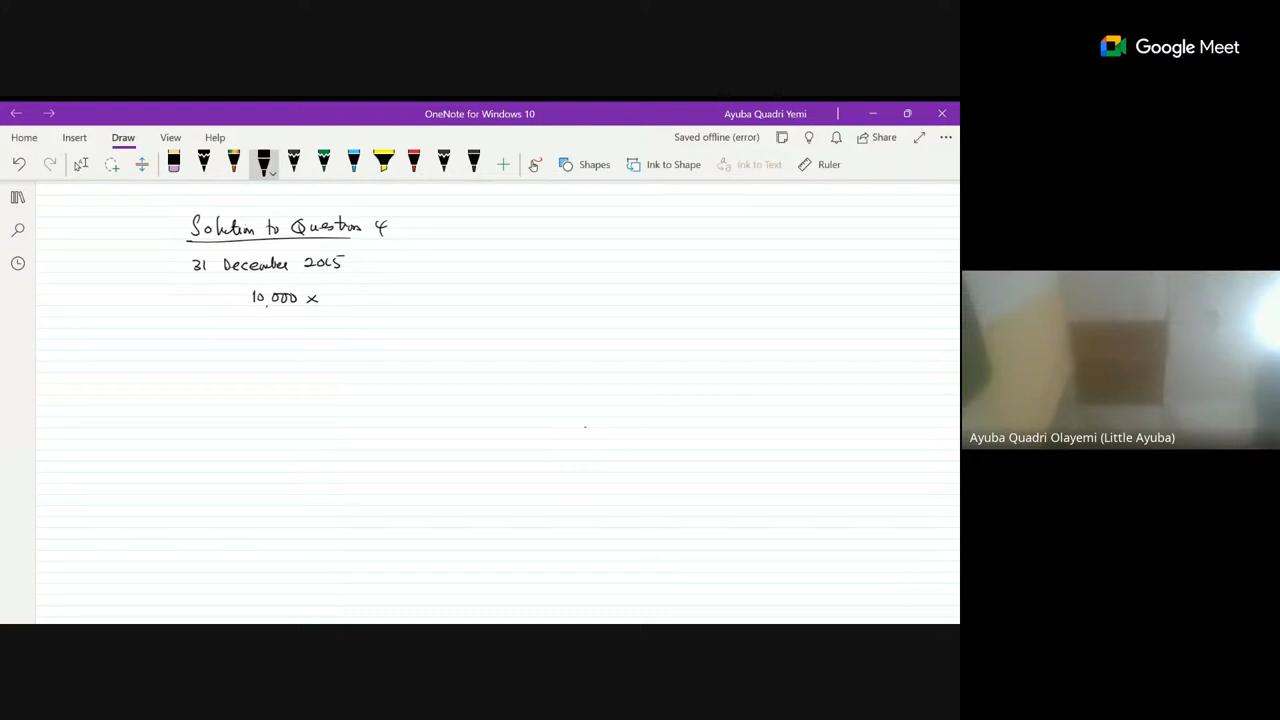 Google Meet
OneNote for Windows 10
Ayuba Quadri Yemi
Home Insert Draw View Help
Saved offline (error)
Share
Shapes
Ink to Shape
Ink to Text
Ruler
Solution to Question 4
31 December 2015
10,000 x
Ayuba Quadri Olayemi (Little Ayuba)